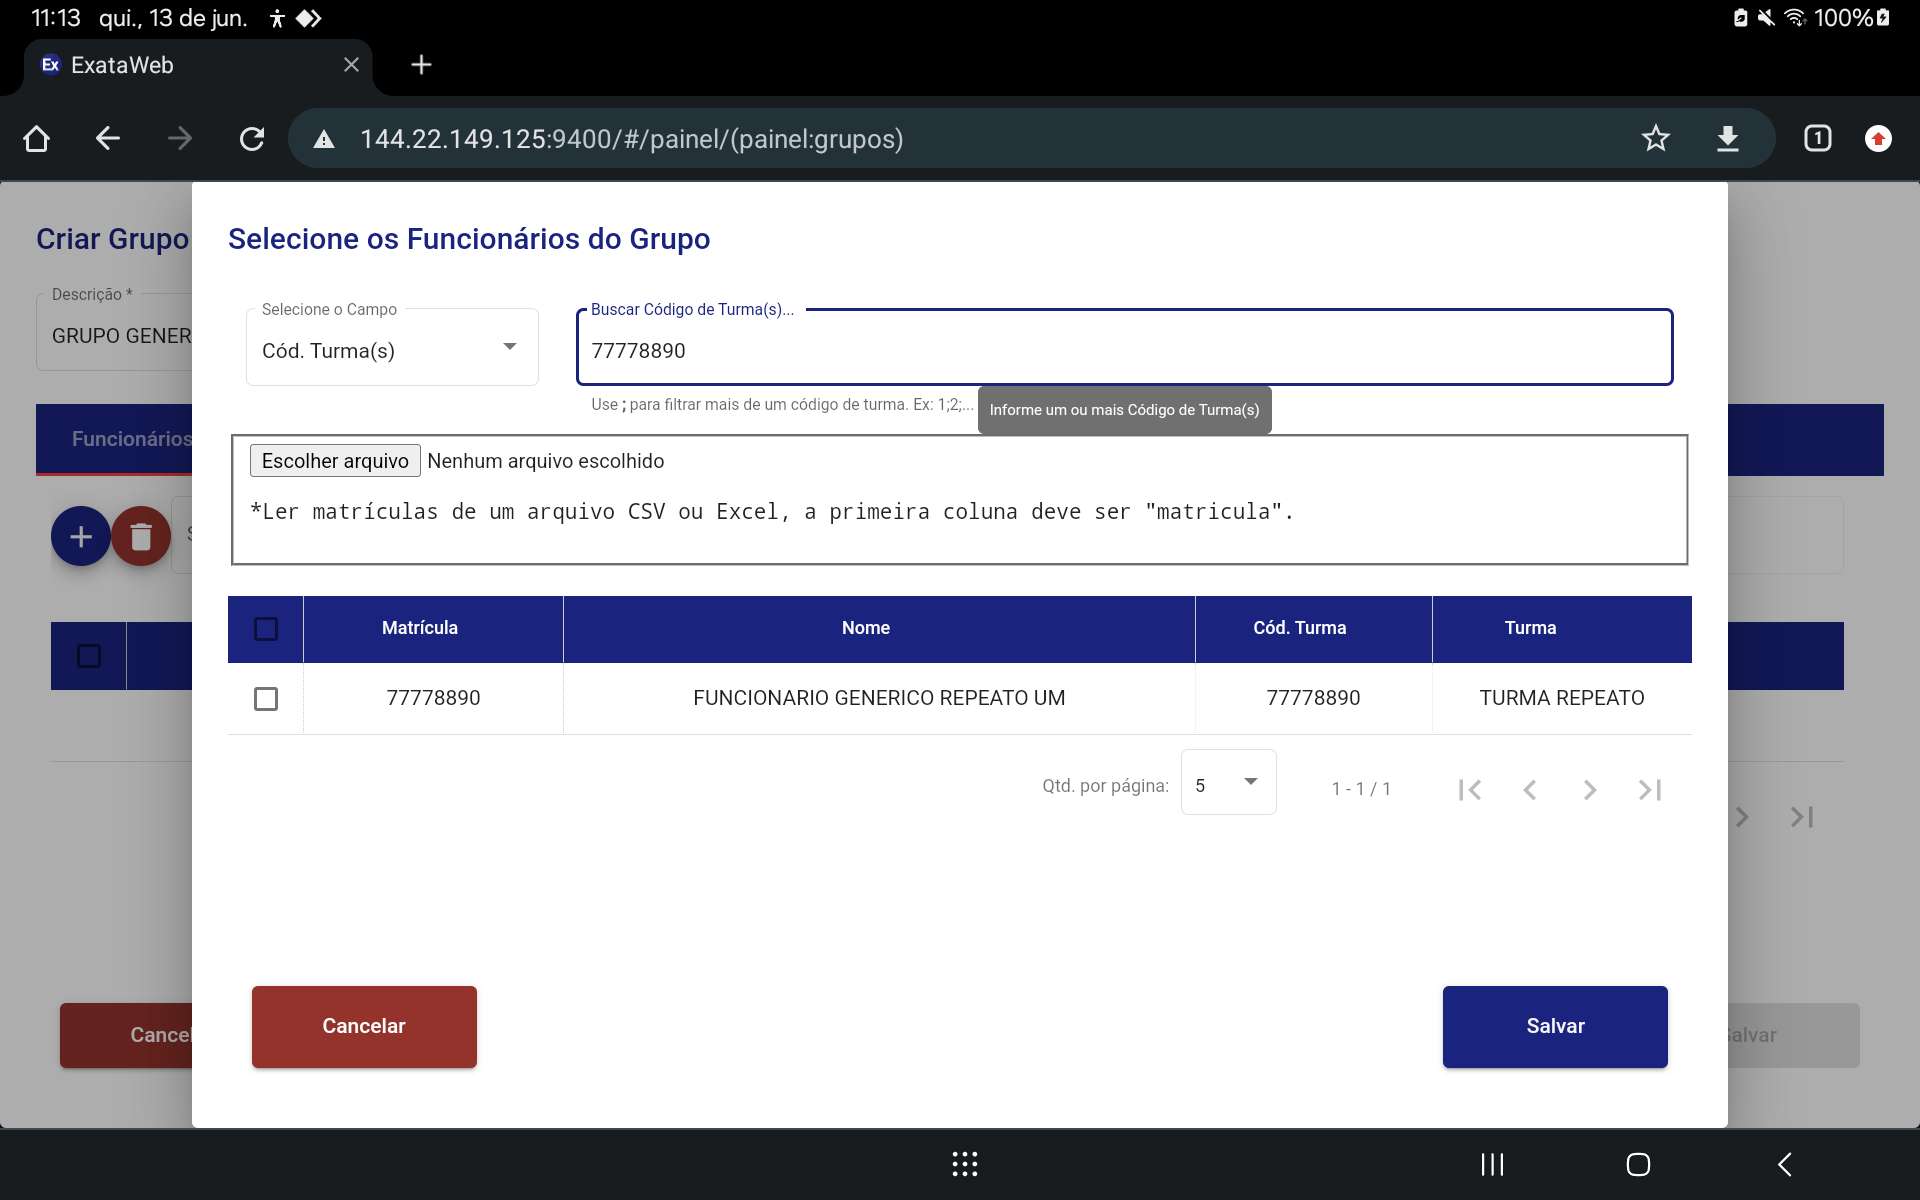 11:13 qui., 13 de jun. 100%
Ex ExataWeb
144.22.149.125:9400/#/painel/(painel:grupos) 1
Criar Grupo
Selecione os Funcionários do Grupo
Descrição *
GRUPO GENER
Selecione o Campo
Cód. Turma(s)
Buscar Código de Turma(s)...
77778890
Use ; para filtrar mais de um código de turma. Ex: 1;2;...
Informe um ou mais Código de Turma(s)
Funcionários
Escolher arquivo Nenhum arquivo escolhido
*Ler matrículas de um arquivo CSV ou Excel, a primeira coluna deve ser "matricula".
Matrícula Nome Cód. Turma Turma
77778890 FUNCIONARIO GENERICO REPEATO UM 77778890 TURMA REPEATO
Qtd. por página: 5 1 - 1 / 1
Cancelar Salvar
Cancel alvar